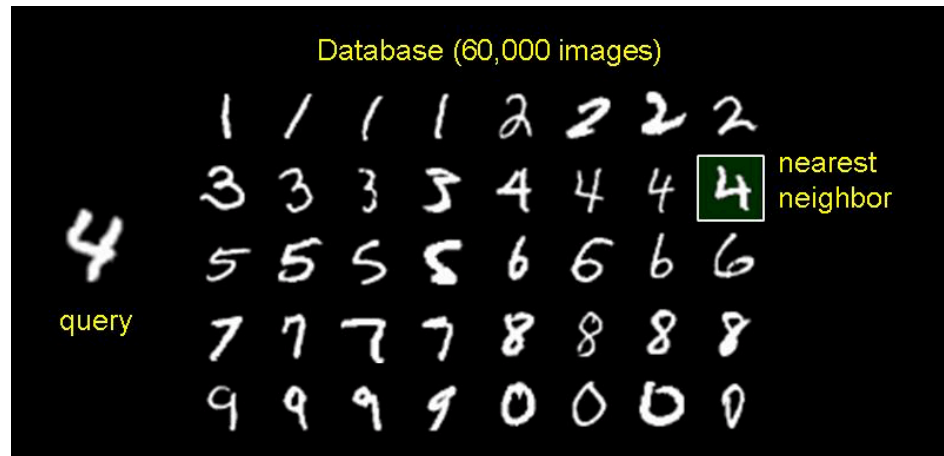 Database (60,000 images)
1 1 1 1 2 2 2 2
3 3 3 3 4 4 4 4
nearest
neighbor
4
5 5 5 5 6 6 6 6
query
7 7 7 7 8 8 8 8
9 9 9 9 0 0 0 0